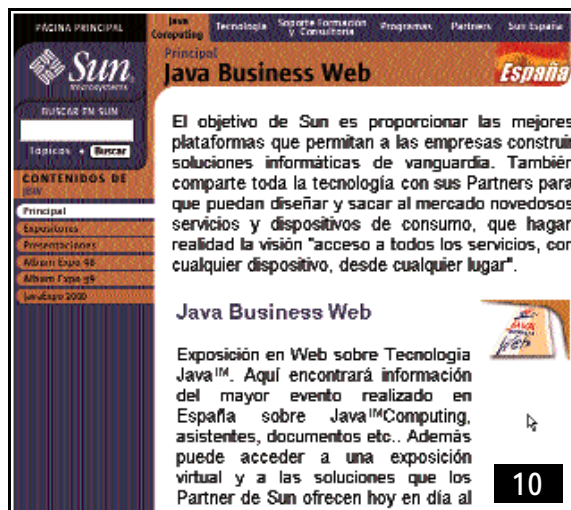 PÁGINA PRINCIPAL
Java Computing
Tecnología
Soporte Formación y Consultoría
Programas
Partners
Sun España
Sun
microsystems
Principal
Java Business Web
España
BUSCAR EN SUN
Tópicos
Buscar
CONTENIDOS DE
JBW
Principal
Expositores
Presentaciones
Album Expo 98
Album Expo 99
JavaExpo 2000
El objetivo de Sun es proporcionar las mejores
plataformas que permitan a las empresas construir
soluciones informáticas de vanguardia. También
comparte toda la tecnología con sus Partners para
que puedan diseñar y sacar al mercado novedosos
servicios y dispositivos de consumo, que hagan
realidad la visión "acceso a todos los servicios, con
cualquier dispositivo, desde cualquier lugar".
Java Business Web
JAVA
Web
Exposición en Web sobre Tecnología
Java™. Aquí encontrará información
del mayor evento realizado en
España sobre Java™Computing,
asistentes, documentos etc.. Además
puede acceder a una exposición
virtual y a las soluciones que los
Partner de Sun ofrecen hoy en día al
10